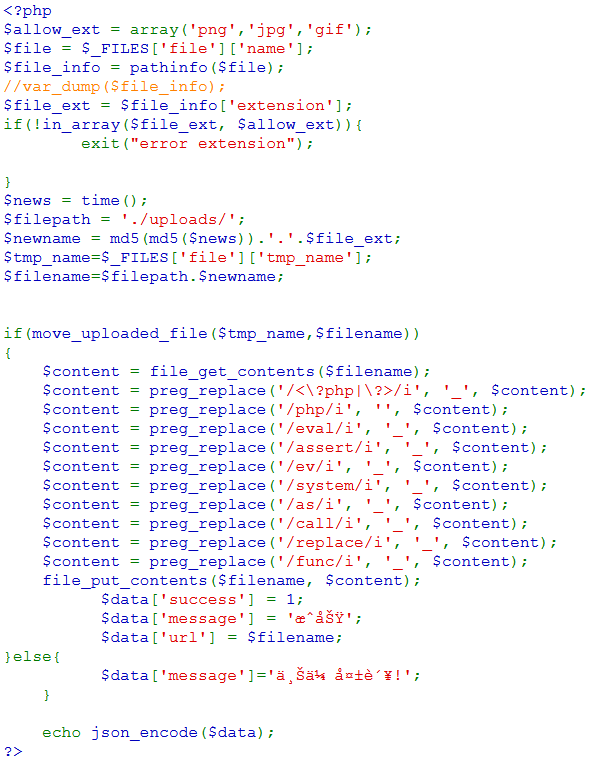 <?php
$allow_ext = array('png','jpg','gif');
$file = $_FILES['file']['name'];
$file_info = pathinfo($file);
//var_dump($file_info);
$file_ext = $file_info['extension'];
if(!in_array($file_ext, $allow_ext)){
        exit("error extension");
}
$news = time();
$filepath = './uploads/';
$newname = md5(md5($news)).'.'.$file_ext;
$tmp_name=$_FILES['file']['tmp_name'];
$filename=$filepath.$newname;
if(move_uploaded_file($tmp_name,$filename))
{
    $content = file_get_contents($filename);
    $content = preg_replace('/<\?php|\?>/i', '_', $content);
    $content = preg_replace('/php/i', '', $content);
    $content = preg_replace('/eval/i', '_', $content);
    $content = preg_replace('/assert/i', '_', $content);
    $content = preg_replace('/ev/i', '_', $content);
    $content = preg_replace('/system/i', '_', $content);
    $content = preg_replace('/as/i', '_', $content);
    $content = preg_replace('/call/i', '_', $content);
    $content = preg_replace('/replace/i', '_', $content);
    $content = preg_replace('/func/i', '_', $content);
    file_put_contents($filename, $content);
          $data['success'] = 1;
          $data['message'] = 'æˆåŠŸ';
          $data['url'] = $filename;
}else{
          $data['message']='ä¸Šä¼ å¤±è´¥!';
    }
    echo json_encode($data);
?>